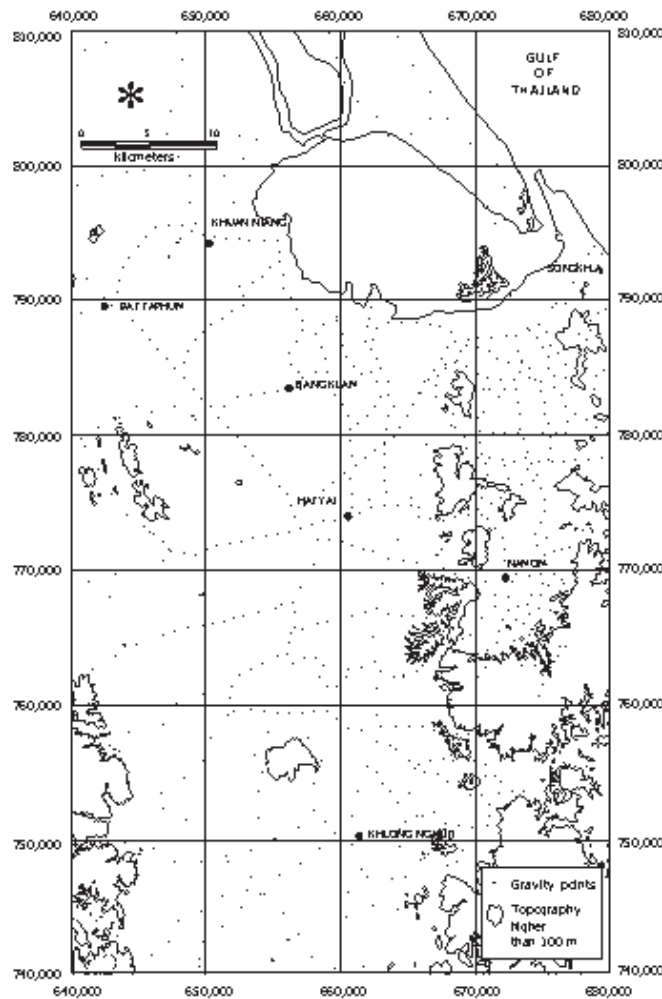 640,000 650,000 660,000 670,000 680,000
810,000 810,000
GULF
OF
THAILAND
*
0 5 10
kilometers
800,000 800,000
KHUAN NIANG
SONGKHLA
790,000 790,000
RATTAPHUM
BANGKLAM
780,000 780,000
HATYAI
NAMOM
770,000 770,000
760,000 760,000
750,000 750,000
KHLONG
Gravity points
Topography
higher
than 100 m
740,000 740,000
640,000 650,000 660,000 670,000 680,000